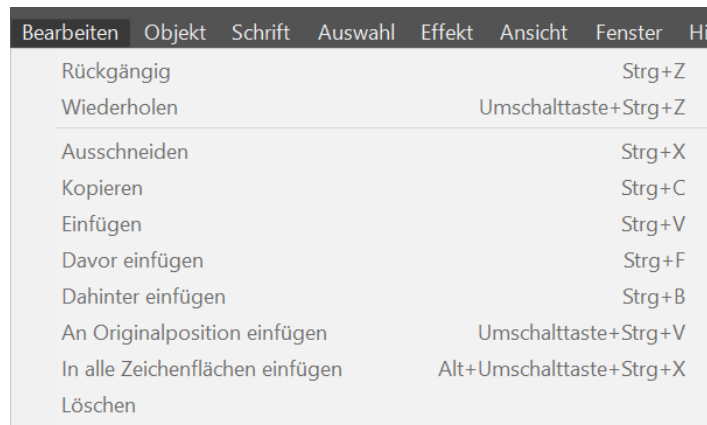 Bearbeiten Objekt Schrift Auswahl Effekt Ansicht Fenster
Rückgängig Strg+Z
Wiederholen Umschalttaste+Strg+Z
Ausschneiden Strg+X
Kopieren Strg+C
Einfügen Strg+V
Davor einfügen Strg+F
Dahinter einfügen Strg+B
An Originalposition einfügen Umschalttaste+Strg+V
In alle Zeichenflächen einfügen Alt+Umschalttaste+Strg+X
Löschen